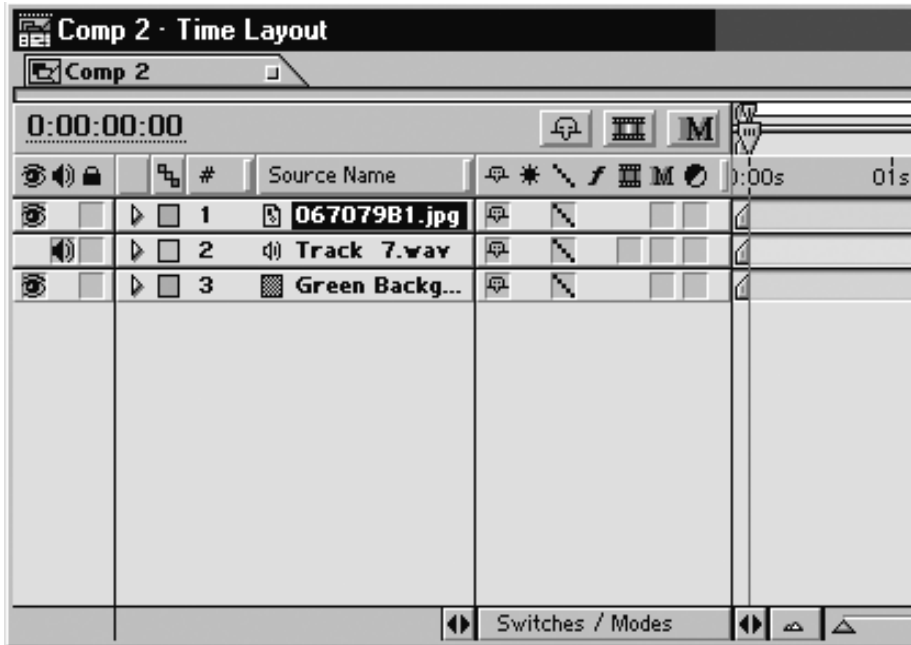 Comp 2 · Time Layout
Comp 2
0:00:00:00
M
# Source Name f M :00s 01s
1 067079B1.jpg
2 Track 7.wav
3 Green Backg...
Switches / Modes